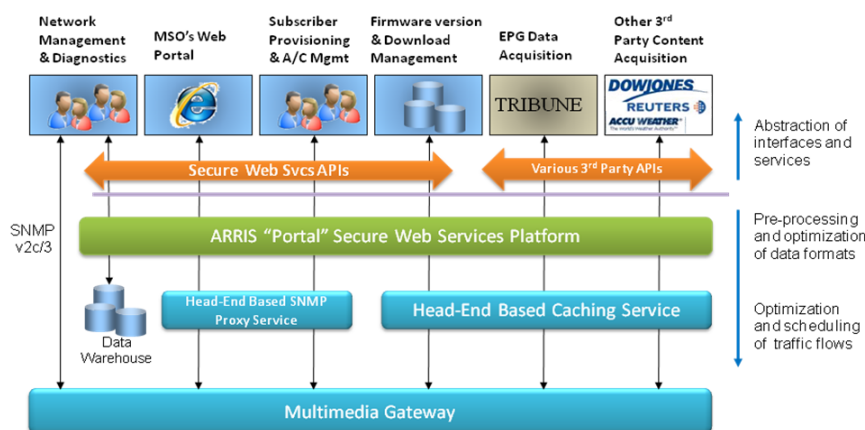 Network
Management
& Diagnostics
MSO's Web
Portal
Subscriber
Provisioning
& A/C Mgmt
Firmware version
& Download
Management
EPG Data
Acquisition
Other 3rd
Party Content
Acquisition
TRIBUNE
DOWJONES
REUTERS
ACCU WEATHER
The World's Weather Authority
Abstraction of
interfaces and
services
Secure Web Svcs APIs
Various 3rd Party APIs
SNMP
v2c/3
ARRIS "Portal" Secure Web Services Platform
Pre-processing
and optimization
of data formats
Head-End Based SNMP
Proxy Service
Head-End Based Caching Service
Optimization
and scheduling
of traffic flows
Data
Warehouse
Multimedia Gateway